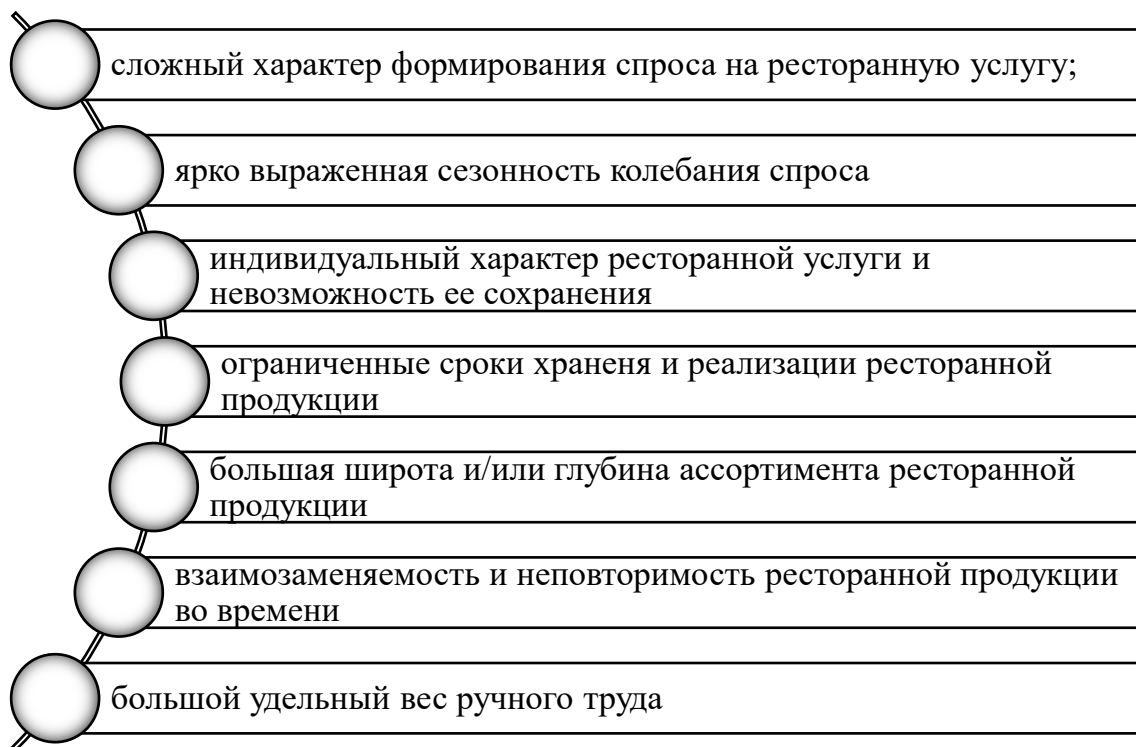 сложный характер формирования спроса на ресторанную услугу;
ярко выраженная сезонность колебания спроса
индивидуальный характер ресторанной услуги и
невозможность ее сохранения
ограниченные сроки храненя и реализации ресторанной
продукции
большая широта и/или глубина ассортимента ресторанной
продукции
взаимозаменяемость и неповторимость ресторанной продукции
во времени
большой удельный вес ручного труда